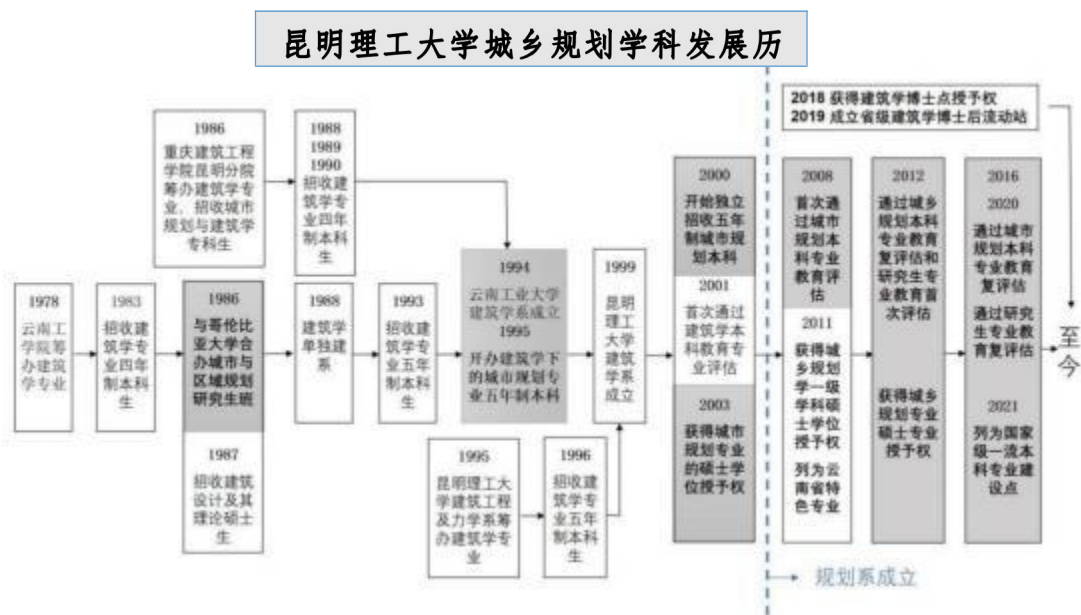 昆明理工大学城乡规划学科发展历
2018 获得建筑学博士点授予权
2019 成立省级建筑学博士后流动站
1986
重庆建筑工程
学院昆明分院
筹办建筑学专
业，招收城市
规划与建筑学
专科生
1988
1989
1990
招收建
筑学专
业四年
制本科
生
1978
云南工
学院筹
办建筑
学专业
1983
招收建
筑学专
业四年
制本科
生
1986
与哥伦比
亚大学合
办城市与
区域规划
研究生班
1987
招收建筑
设计及其
理论硕士
生
1988
建筑学
单独建
系
1993
招收建
筑学专
业五年
制本科
生
1994
云南工业大学
建筑学系成立
1995
开办建筑学下
的城市规划专
业五年制本科
1995
昆明理工大
学建筑工程
及力学系筹
办建筑学专
业
1996
招收建
筑学专
业五年
制本科
生
1999
昆明
理工
大学
建筑
学系
成立
2000
开始独立
招收五年
制城市规
划本科
2001
首次通过
建筑学本
科教育专
业评估
2003
获得城市
规划专业
的硕士学
位授予权
2008
首次通
过城市
规划本
科专业
教育评
估
2011
获得城
乡规划
学一级
学科硕
士学位
授予权
列为云
南省特
色专业
2012
通过城乡
规划本科
专业教育
复评估和
研究生专
业教育首
次评估
获得城乡
规划专业
硕士专业
授予权
2016
2020
通过城市
规划本科
专业教育
复评估
通过研究
生专业教
育复评估
2021
列为国家
级一流本
科专业建
设点
至
今
规划系成立